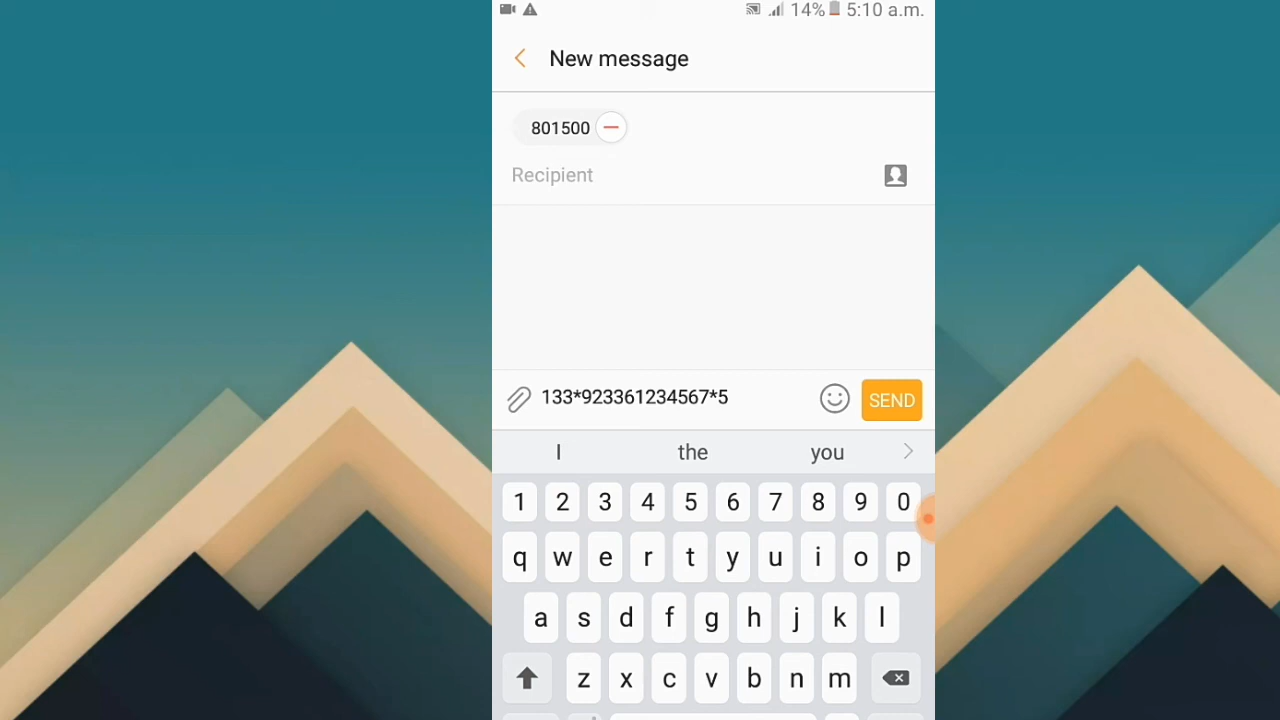 14% 5:10 a.m.
New message
801500
Recipient
133*923361234567*5
SEND
I the you
1 2 3 4 5 6 7 8 9 0
q w e r t y u i o p
a s d f g h j k l
z x c v b n m